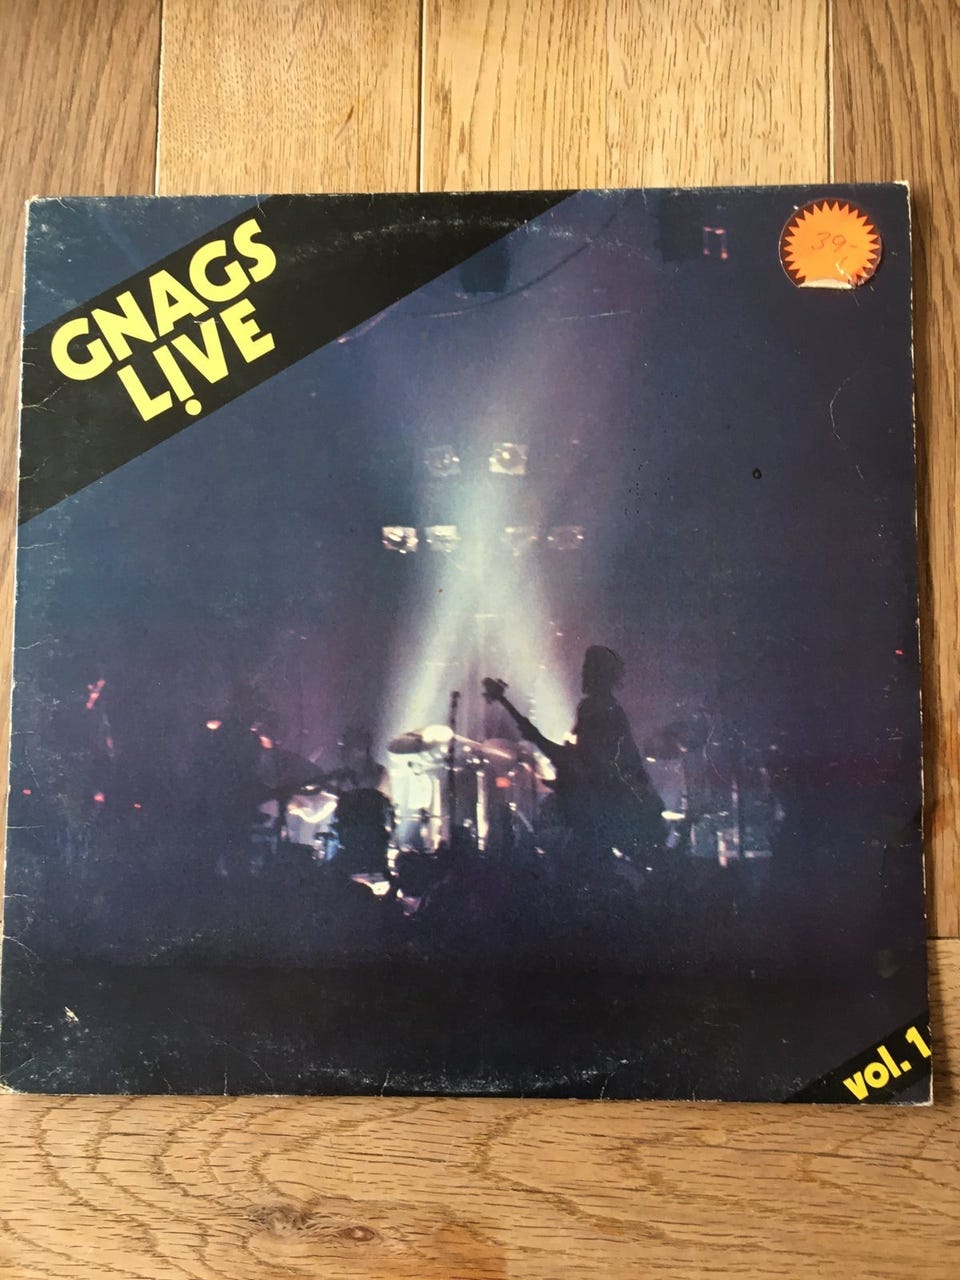 GNAGS
LIVE
39,-
vol. 1